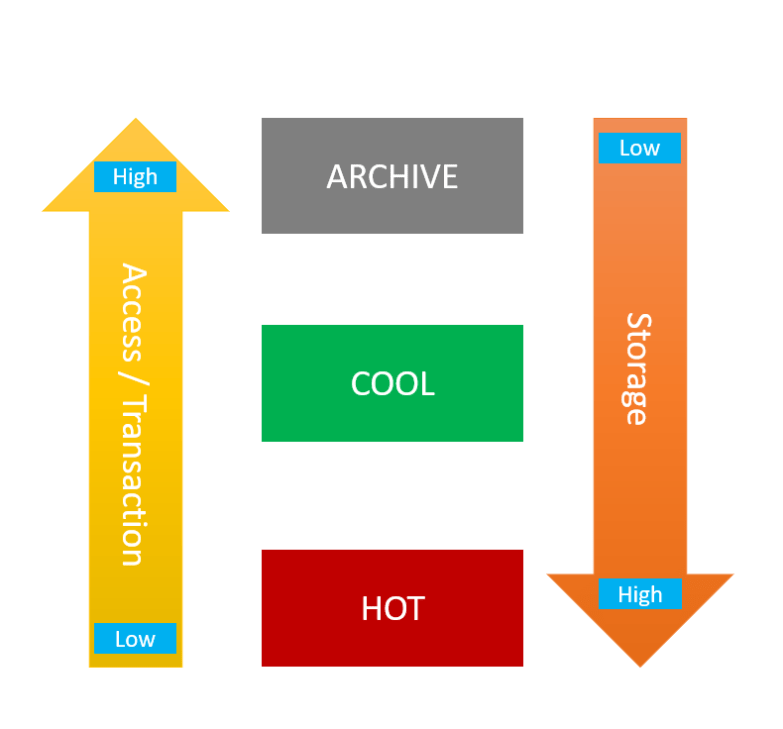 High
Access / Transaction
Low
ARCHIVE
COOL
HOT
Low
Storage
High